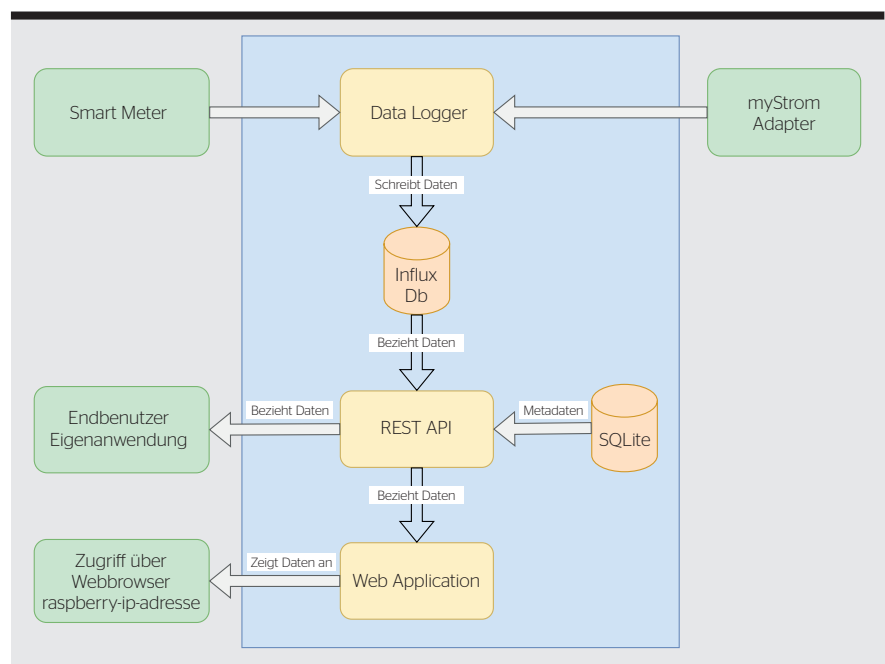 Smart Meter
Data Logger
myStrom
Adapter
Schreibt Daten
Influx
Db
Bezieht Daten
Endbenutzer
Eigenanwendung
Bezieht Daten
REST API
Metadaten
SQLite
Bezieht Daten
Zugriff über
Webbrowser
raspberry-ip-adresse
Zeigt Daten an
Web Application